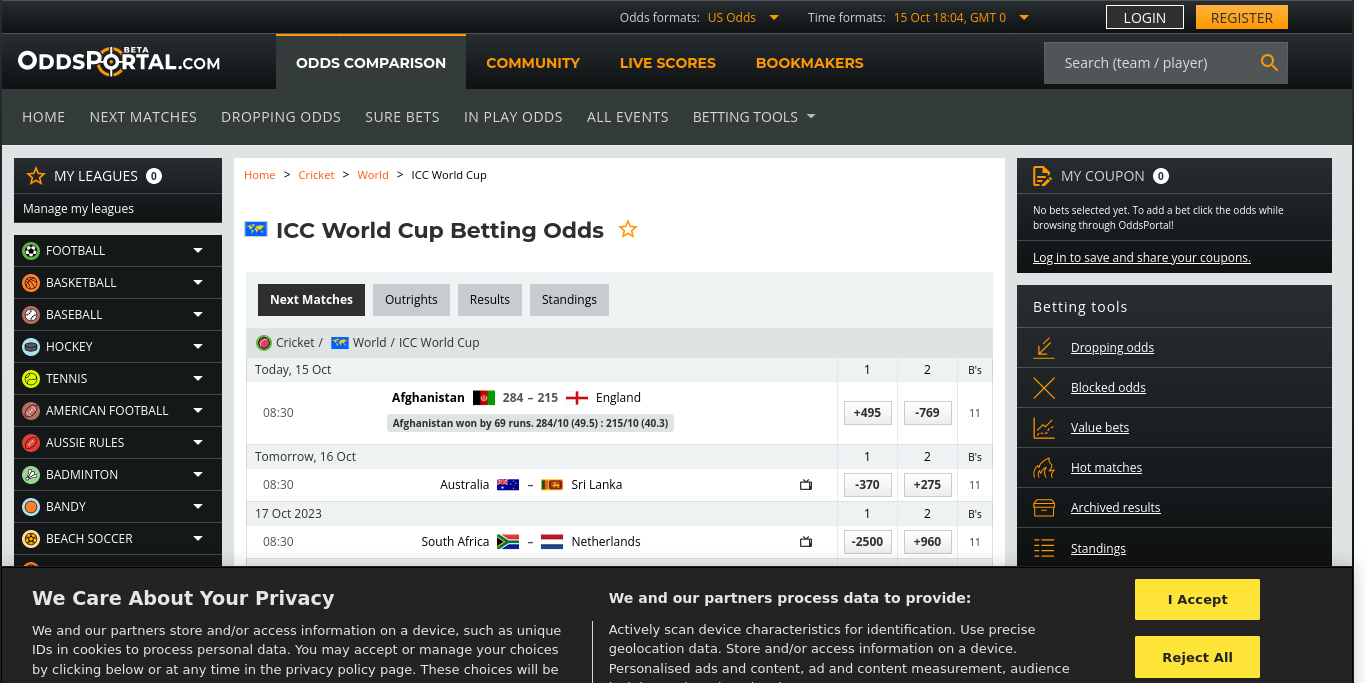 Odds formats: US Odds Time formats: 15 Oct 18:04, GMT 0 LOGIN REGISTER
ODDSPORTAL.COM BETA
ODDS COMPARISON COMMUNITY LIVE SCORES BOOKMAKERS Search (team / player)
HOME NEXT MATCHES DROPPING ODDS SURE BETS IN PLAY ODDS ALL EVENTS BETTING TOOLS
MY LEAGUES 0
Manage my leagues
FOOTBALL
BASKETBALL
BASEBALL
HOCKEY
TENNIS
AMERICAN FOOTBALL
AUSSIE RULES
BADMINTON
BANDY
BEACH SOCCER
Home > Cricket > World > ICC World Cup
ICC World Cup Betting Odds
Next Matches Outrights Results Standings
Cricket / World / ICC World Cup
Today, 15 Oct 1 2 B's
08:30 Afghanistan 284 – 215 England +495 -769 11
Afghanistan won by 69 runs. 284/10 (49.5) : 215/10 (40.3)
Tomorrow, 16 Oct 1 2 B's
08:30 Australia – Sri Lanka -370 +275 11
17 Oct 2023 1 2 B's
08:30 South Africa – Netherlands -2500 +960 11
MY COUPON 0
No bets selected yet. To add a bet click the odds while
browsing through OddsPortal!
Log in to save and share your coupons.
Betting tools
Dropping odds
Blocked odds
Value bets
Hot matches
Archived results
Standings
We Care About Your Privacy
We and our partners store and/or access information on a device, such as unique
IDs in cookies to process personal data. You may accept or manage your choices
by clicking below or at any time in the privacy policy page. These choices will be
We and our partners process data to provide:
Actively scan device characteristics for identification. Use precise
geolocation data. Store and/or access information on a device.
Personalised ads and content, ad and content measurement, audience
I Accept
Reject All